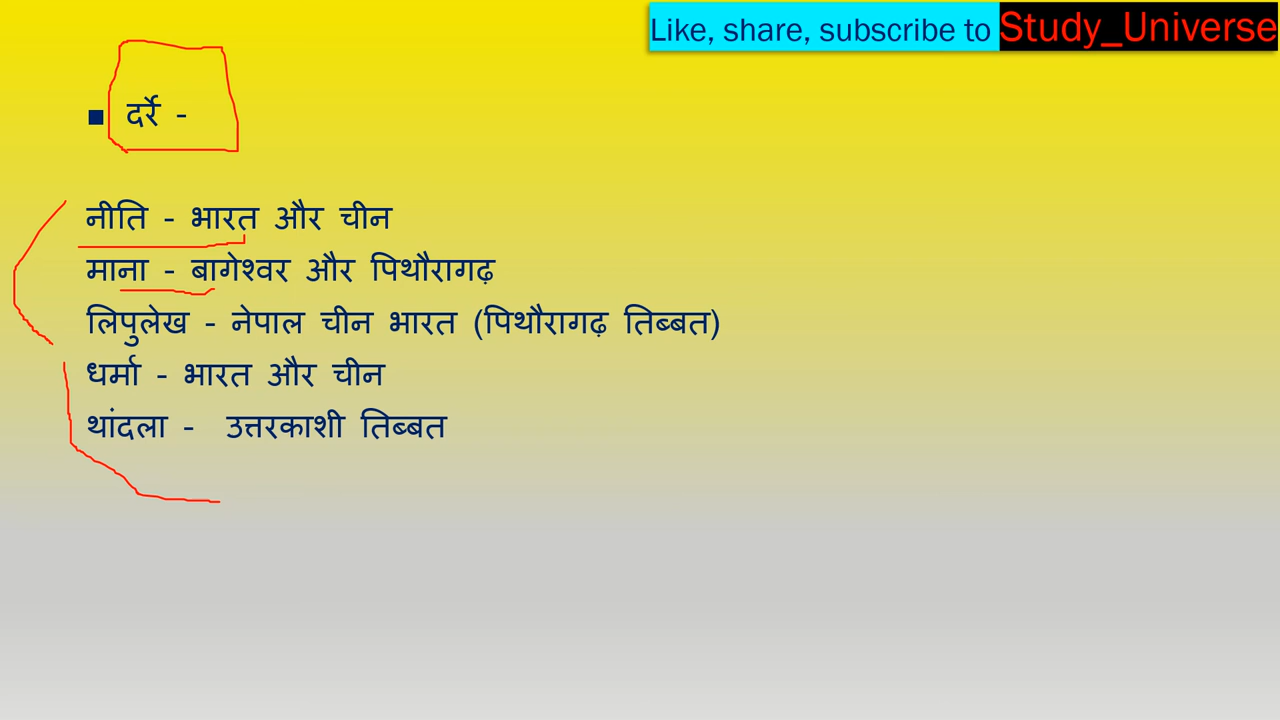 Like, share, subscribe to Study_Universe
दर्रे -
नीति - भारत और चीन
माना - बागेश्वर और पिथौरागढ़
लिपुलेख - नेपाल चीन भारत (पिथौरागढ़ तिब्बत)
धर्मा - भारत और चीन
थांदला - उत्तरकाशी तिब्बत